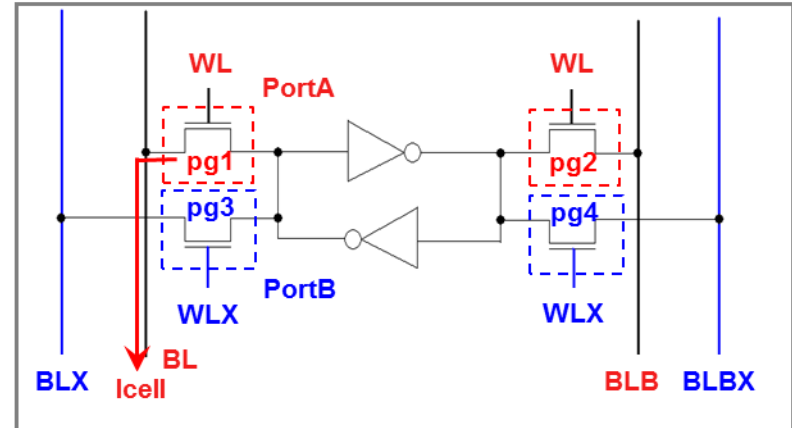 WL
PortA
WL
pg1
pg2
pg3
pg4
PortB
WLX
WLX
BL
BLX
Icell
BLB
BLBX